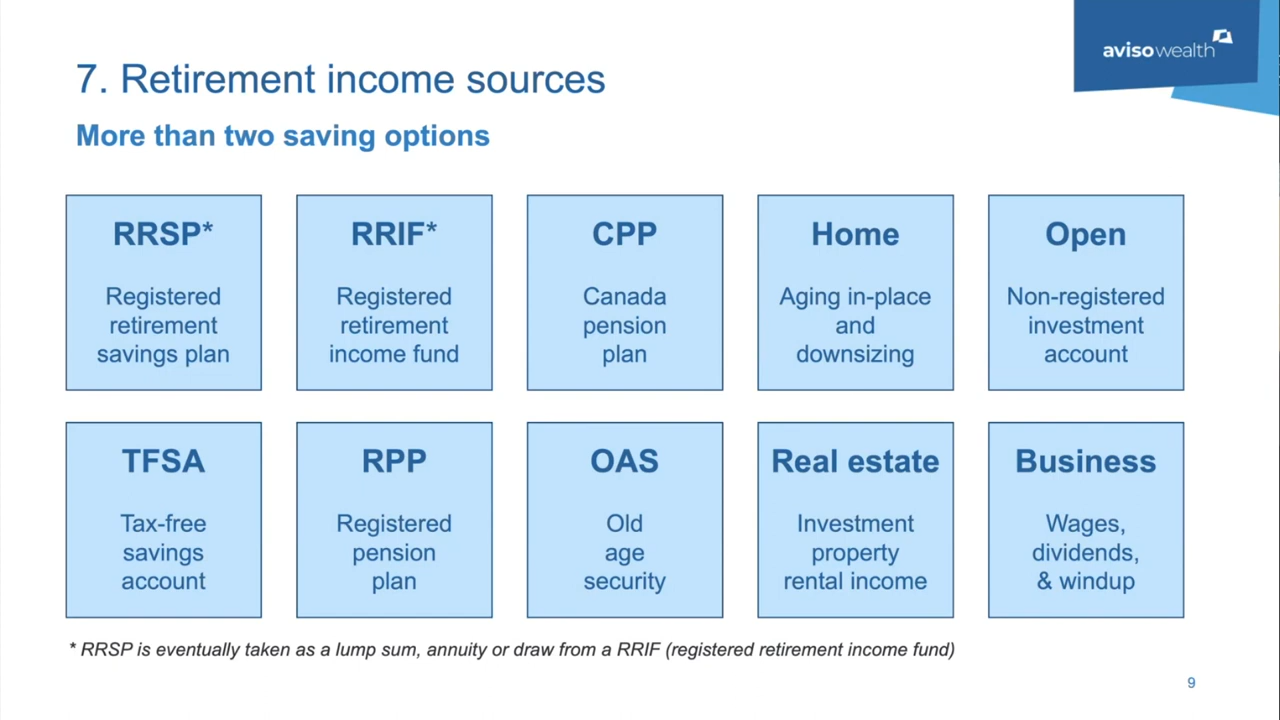 avisowealth
7. Retirement income sources
More than two saving options
RRSP*
Registered
retirement
savings plan
RRIF*
Registered
retirement
income fund
CPP
Canada
pension
plan
Home
Aging in-place
and
downsizing
Open
Non-registered
investment
account
TFSA
Tax-free
savings
account
RPP
Registered
pension
plan
OAS
Old
age
security
Real estate
Investment
property
rental income
Business
Wages,
dividends,
& windup
* RRSP is eventually taken as a lump sum, annuity or draw from a RRIF (registered retirement income fund)
9